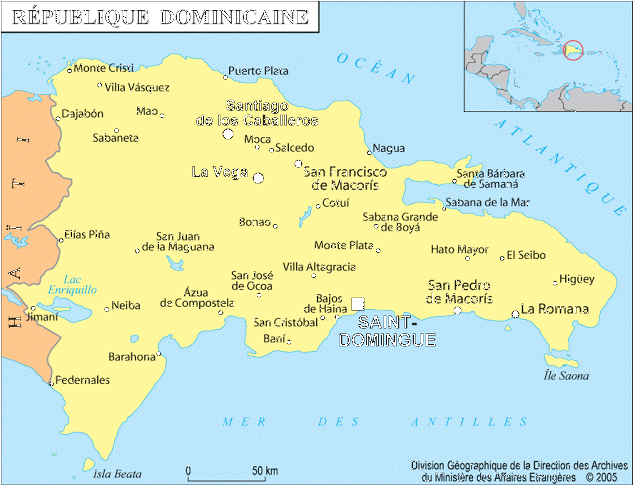 RÉPUBLIQUE DOMINICAINE
OCÉAN
ATLANTIQUE
Monte Cristi
Puerto Plata
Villa Vásquez
Dajabón
Mao
Santiago
de los Caballeros
Sabaneta
Moca
Salcedo
Nagua
La Vega
San Francisco
de Macorís
Santa Bárbara
de Samaná
Cotuí
Sabana de la Mar
Elías Piña
Bonao
Sabana Grande
de Boyá
San Juan
de la Maguana
Monte Plata
Hato Mayor
El Seibo
HAITI
Lac
Enriquillo
Villa Altagracia
San José
de Ocoa
Higüey
Azua
de Compostela
San Pedro
de Macorís
Neiba
Bajos
de Haina
Jimaní
La Romana
San Cristóbal
SAINT-
DOMINGUE
Baní
Barahona
Île Saona
Pedernales
MER DES ANTILLES
Isla Beata
0 50 km
Division Géographique de la Direction des Archives
du Ministère des Affaires Etrangères © 2005